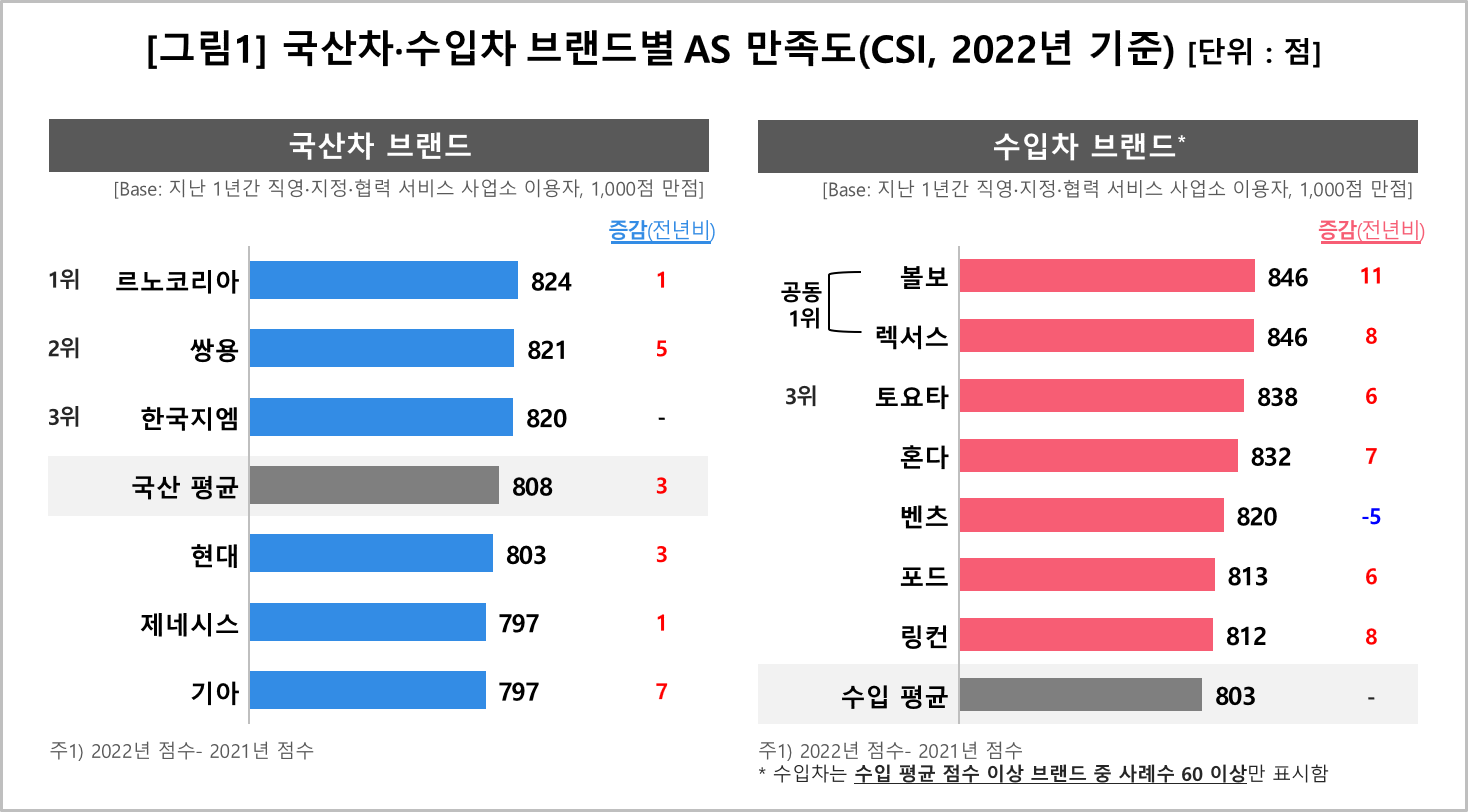 [그림1] 국산차·수입차 브랜드별 AS 만족도(CSI, 2022년 기준) [단위 : 점]
국산차 브랜드
[Base: 지난 1년간 직영·지정·협력 서비스 사업소 이용자, 1,000점 만점]
증감(전년비)
1위 르노코리아 824 1
2위 쌍용 821 5
3위 한국지엠 820 -
국산 평균 808 3
현대 803 3
제네시스 797 1
기아 797 7
주1) 2022년 점수- 2021년 점수
수입차 브랜드*
[Base: 지난 1년간 직영·지정·협력 서비스 사업소 이용자, 1,000점 만점]
증감(전년비)
공동
1위
볼보 846 11
렉서스 846 8
3위 토요타 838 6
혼다 832 7
벤츠 820 -5
포드 813 6
링컨 812 8
수입 평균 803 -
주1) 2022년 점수- 2021년 점수
* 수입차는 수입 평균 점수 이상 브랜드 중 사례수 60 이상만 표시함